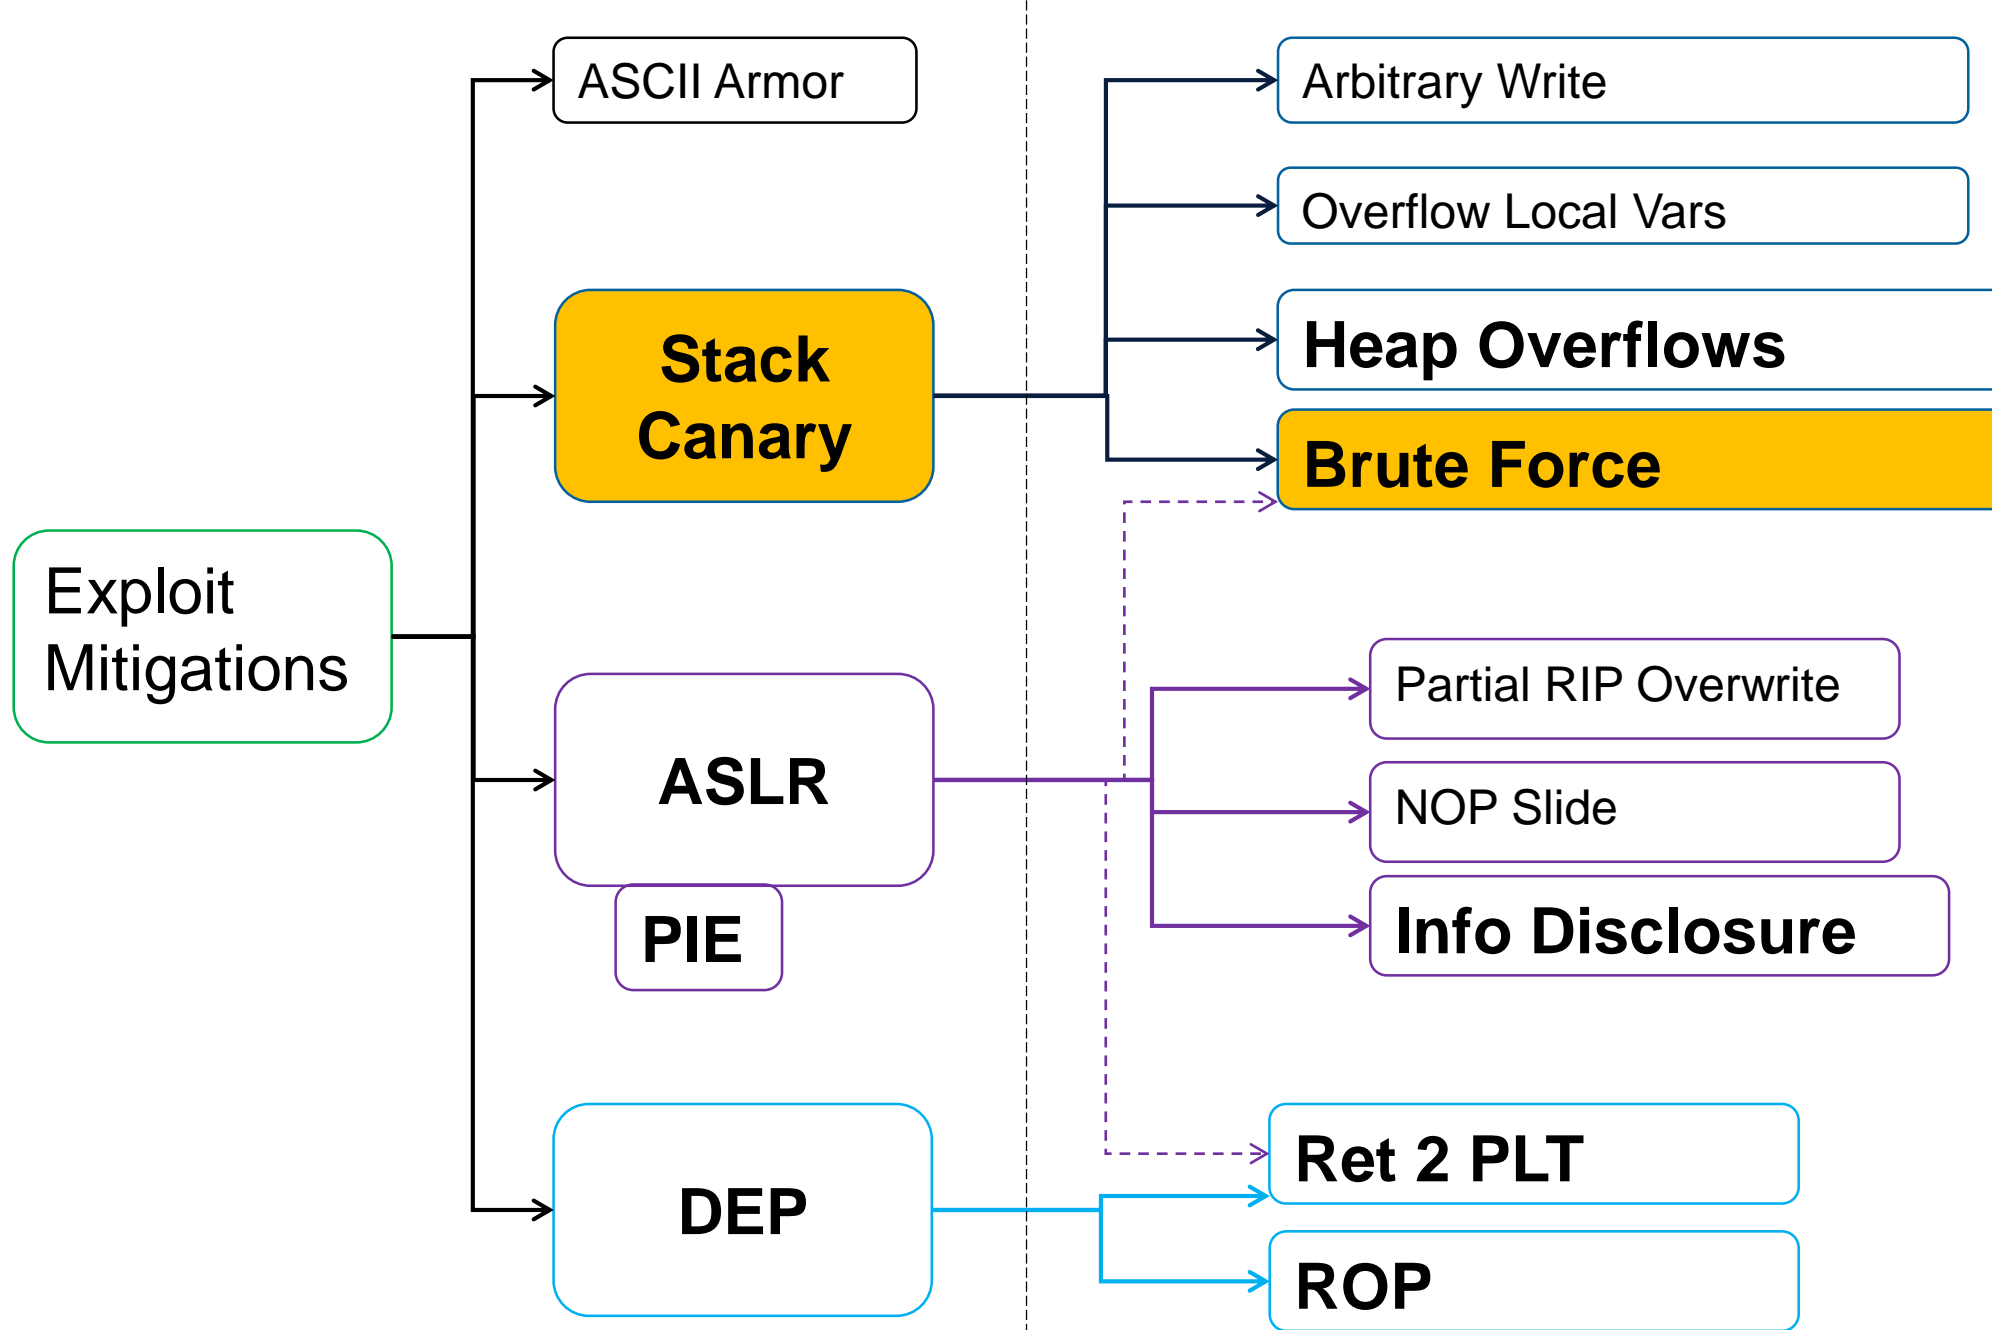 ASCII Armor
Arbitrary Write
Overflow Local Vars
Stack
Canary
Heap Overflows
Brute Force
Exploit
Mitigations
ASLR
PIE
Partial RIP Overwrite
NOP Slide
Info Disclosure
DEP
Ret 2 PLT
ROP